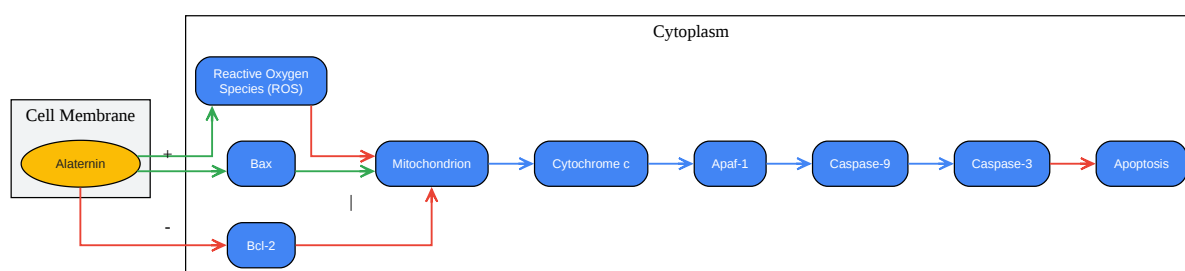 Cytoplasm
Reactive Oxygen
Species (ROS)
Cell Membrane
Alaternin
+
Bax
Mitochondrion
Cytochrome c
Apaf-1
Caspase-9
Caspase-3
Apoptosis
|
-
Bcl-2